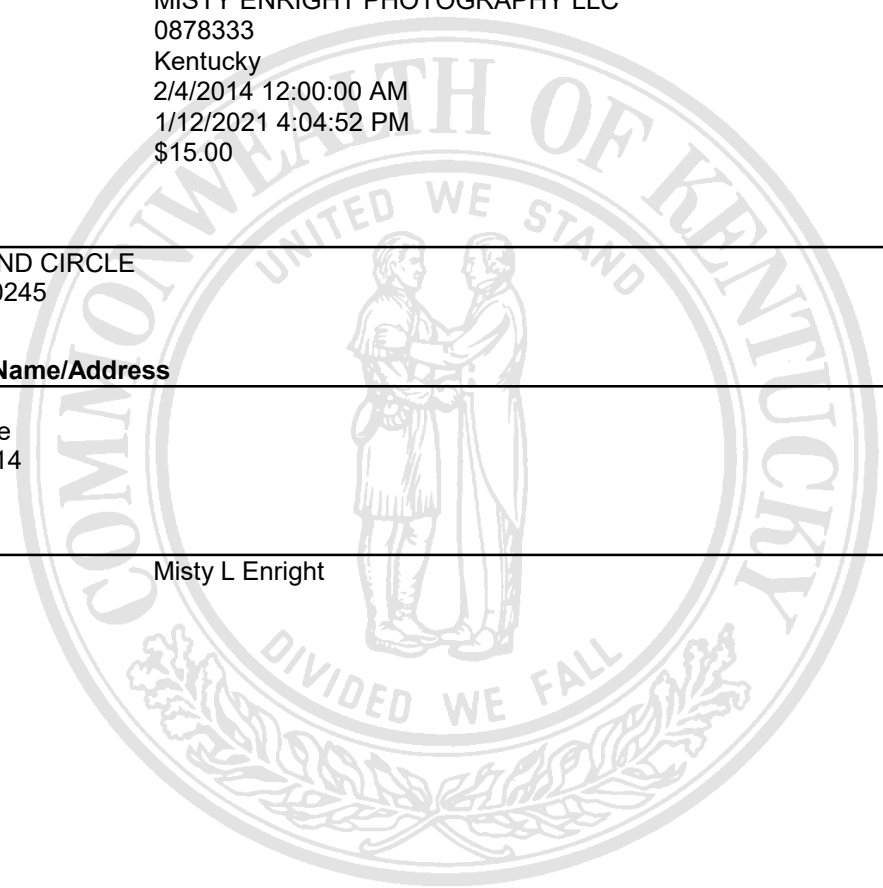 MISTY ENRIGHT PHOTOGRAPHY LLC
0878333
Kentucky
2/4/2014 12:00:00 AM
1/12/2021 4:04:52 PM
$15.00
COMMONWEALTH OF KENTUCKY
UNITED WE STAND
ND CIRCLE
0245
Name/Address
e
14
Misty L Enright
DIVIDED WE FALL